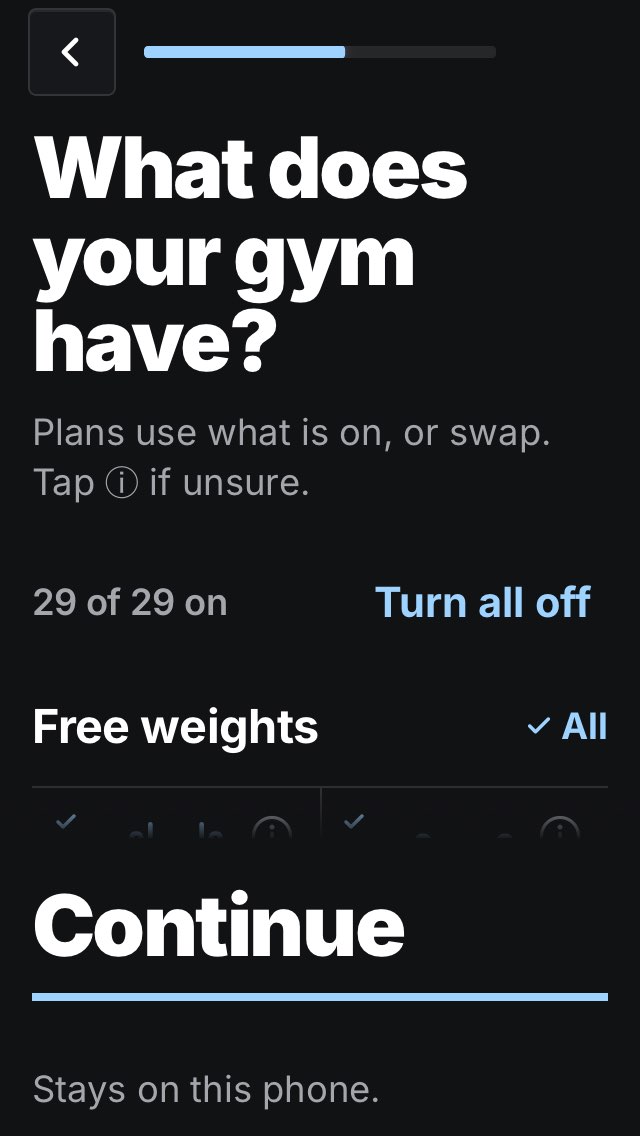 What does
your gym
have?
Plans use what is on, or swap.
Tap ⓘ if unsure.
29 of 29 on
Turn all off
Free weights
✓ All
Continue
Stays on this phone.